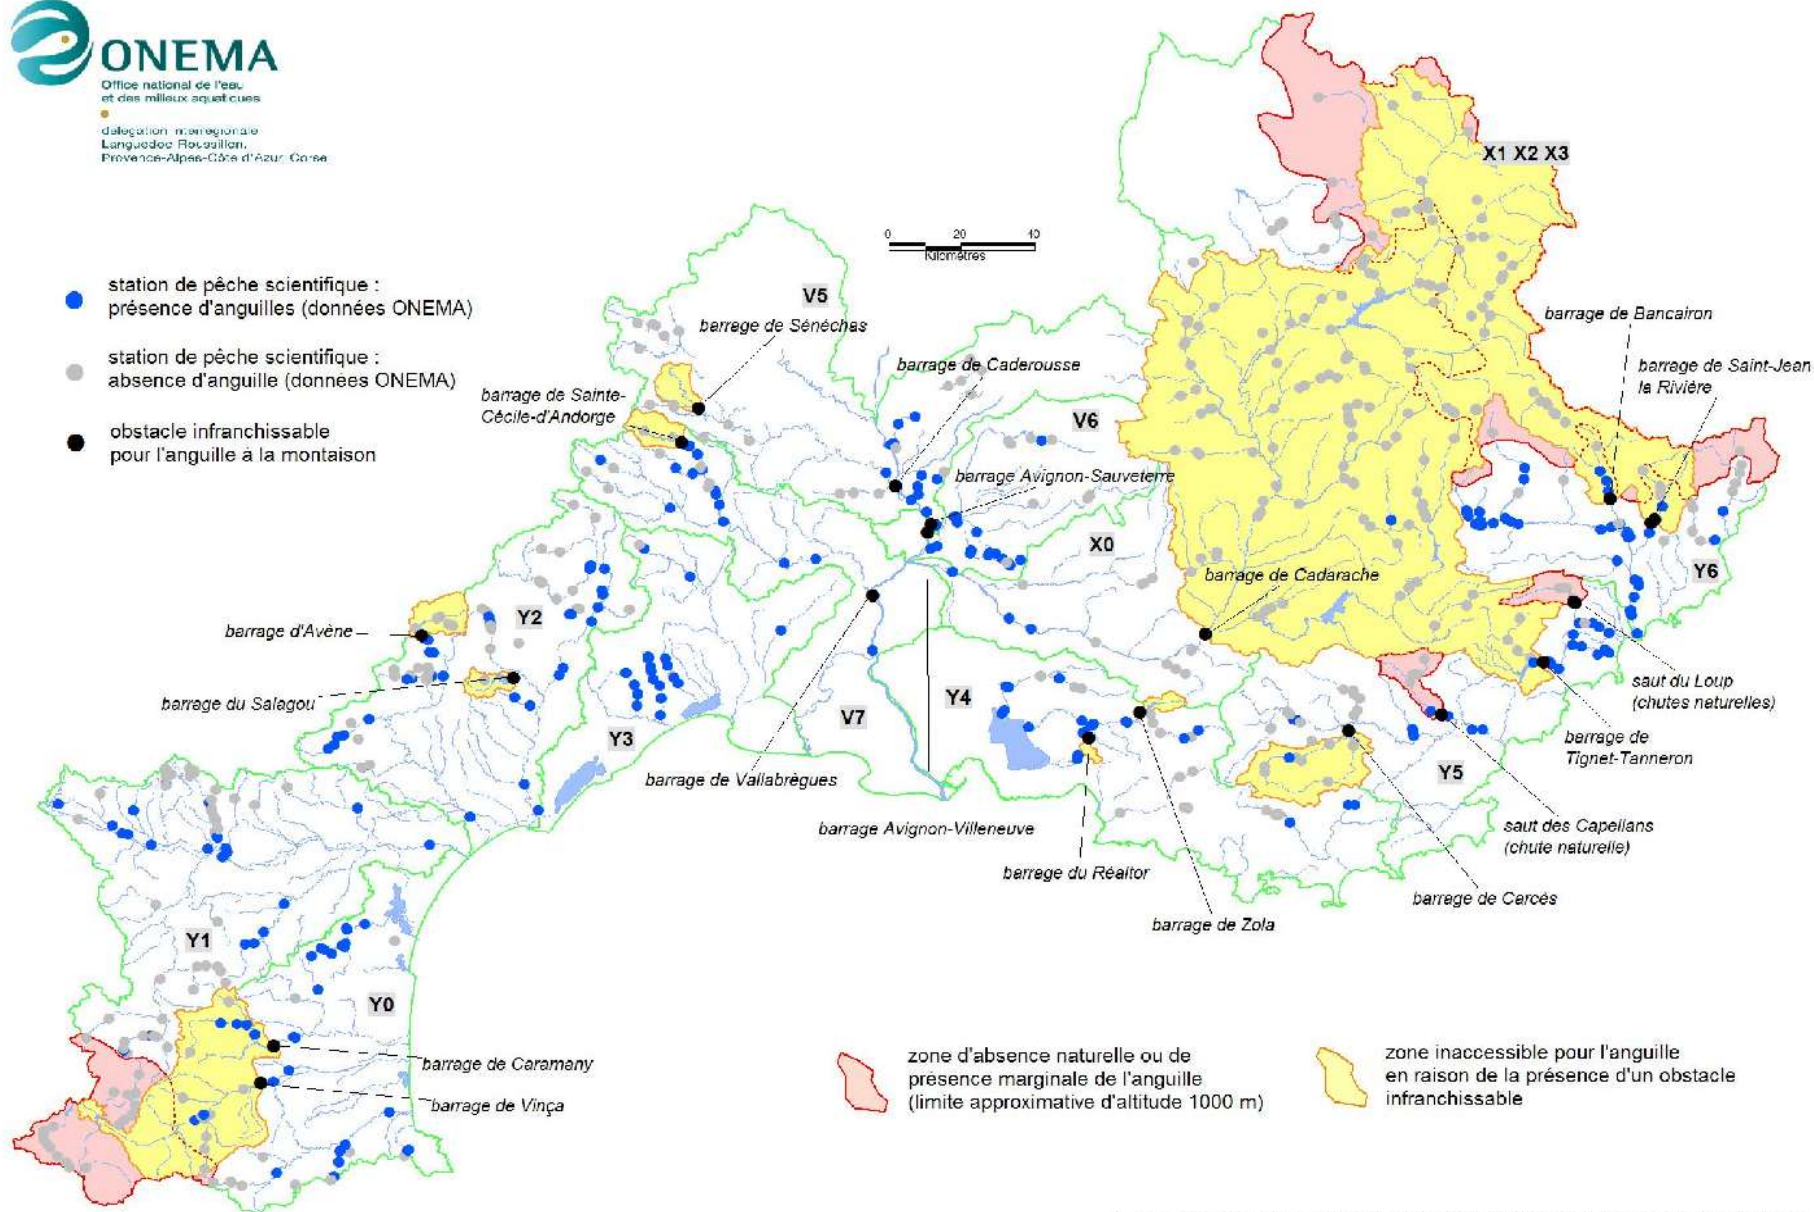 ONEMA
Office national de l'eau
et des milieux aquatiques
délégation interrégionale
Languedoc Roussillon,
Provence-Alpes-Côte d'Azur, Corse
station de pêche scientifique :
présence d'anguilles (données ONEMA)
station de pêche scientifique :
absence d'anguille (données ONEMA)
obstacle infranchissable
pour l'anguille à la montaison
0 20 40
Kilomètres
X1 X2 X3
V5
barrage de Sénéchas
barrage de Caderousse
barrage de Sainte-
Cécile-d'Andorge
V6
barrage Avignon-Sauveterre
X0
barrage de Bancairon
barrage de Saint-Jean
la Rivière
Y6
barrage de Cadarache
barrage d'Avène
Y2
barrage du Salagou
Y3
V7
Y4
barrage de Vallabrègues
barrage Avignon-Villeneuve
barrage du Réaltor
barrage de Zola
saut du Loup
(chutes naturelles)
barrage de
Tignet-Tanneron
Y5
saut des Capellans
(chute naturelle)
barrage de Carcès
Y1
Y0
barrage de Caramany
barrage de Vinça
zone d'absence naturelle ou de
présence marginale de l'anguille
(limite approximative d'altitude 1000 m)
zone inaccessible pour l'anguille
en raison de la présence d'un obstacle
infranchissable